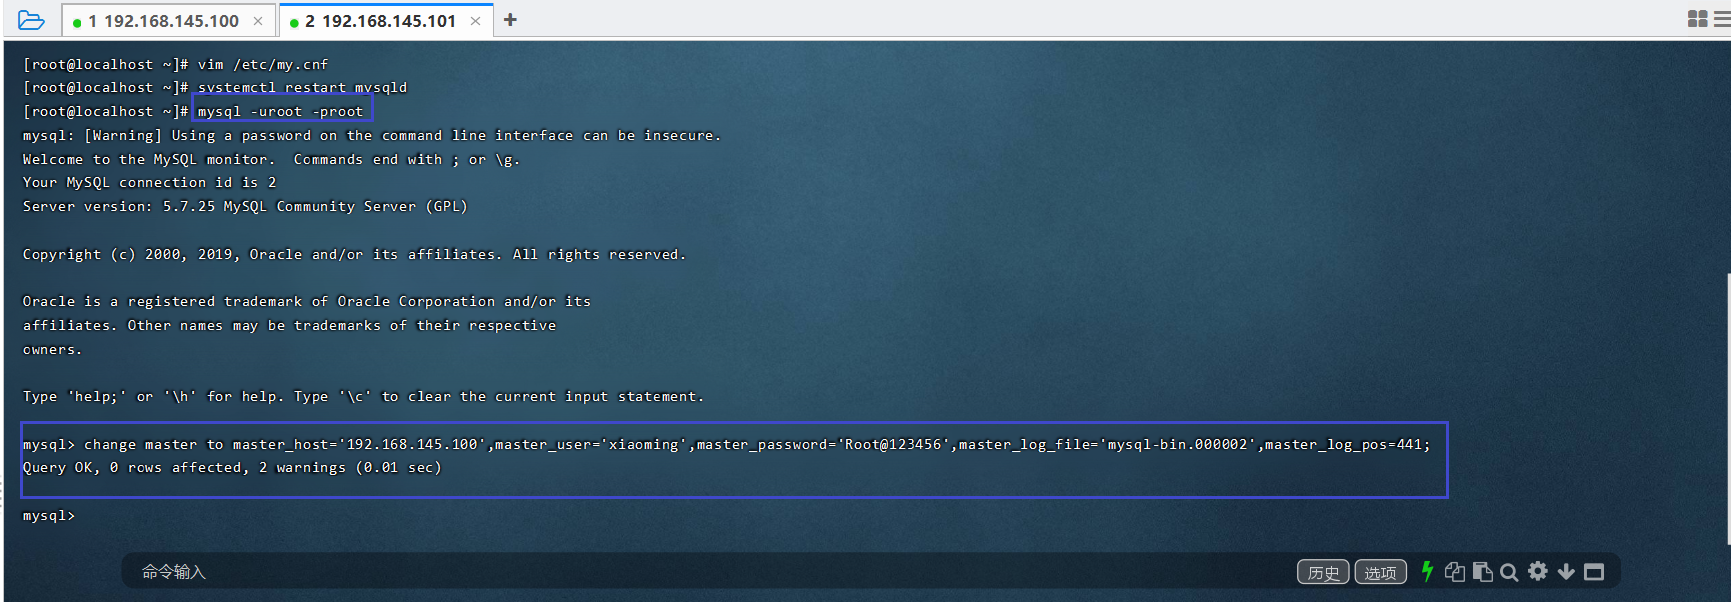 1 192.168.145.100 ×
2 192.168.145.101 × +
[root@localhost ~]# vim /etc/my.cnf
[root@localhost ~]# systemctl restart mysqld
[root@localhost ~]# mysql -uroot -proot
mysql: [Warning] Using a password on the command line interface can be insecure.
Welcome to the MySQL monitor.  Commands end with ; or \g.
Your MySQL connection id is 2
Server version: 5.7.25 MySQL Community Server (GPL)
Copyright (c) 2000, 2019, Oracle and/or its affiliates. All rights reserved.
Oracle is a registered trademark of Oracle Corporation and/or its
affiliates. Other names may be trademarks of their respective
owners.
Type 'help;' or '\h' for help. Type '\c' to clear the current input statement.
mysql> change master to master_host='192.168.145.100',master_user='xiaoming',master_password='Root@123456',master_log_file='mysql-bin.000002',master_log_pos=441;
Query OK, 0 rows affected, 2 warnings (0.01 sec)
mysql>
命令输入 历史 选项